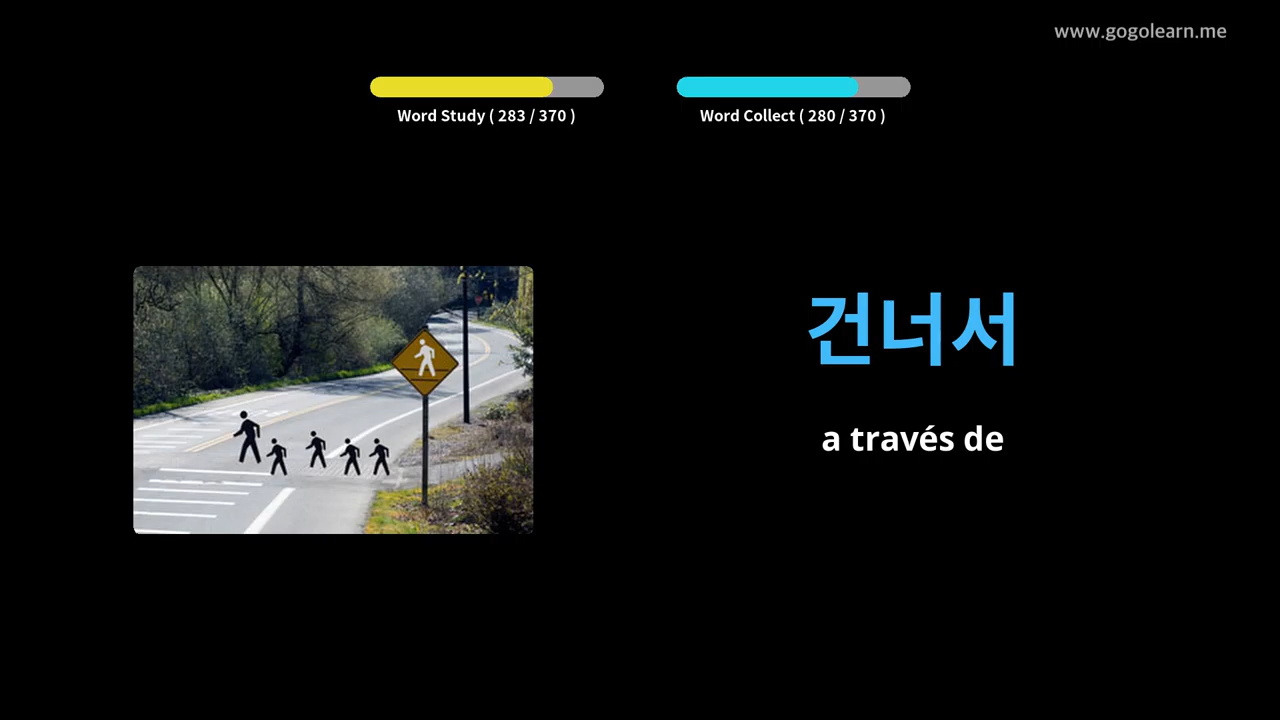 www.gogolearn.me
Word Study ( 283 / 370 )
Word Collect ( 280 / 370 )
건너서
a través de